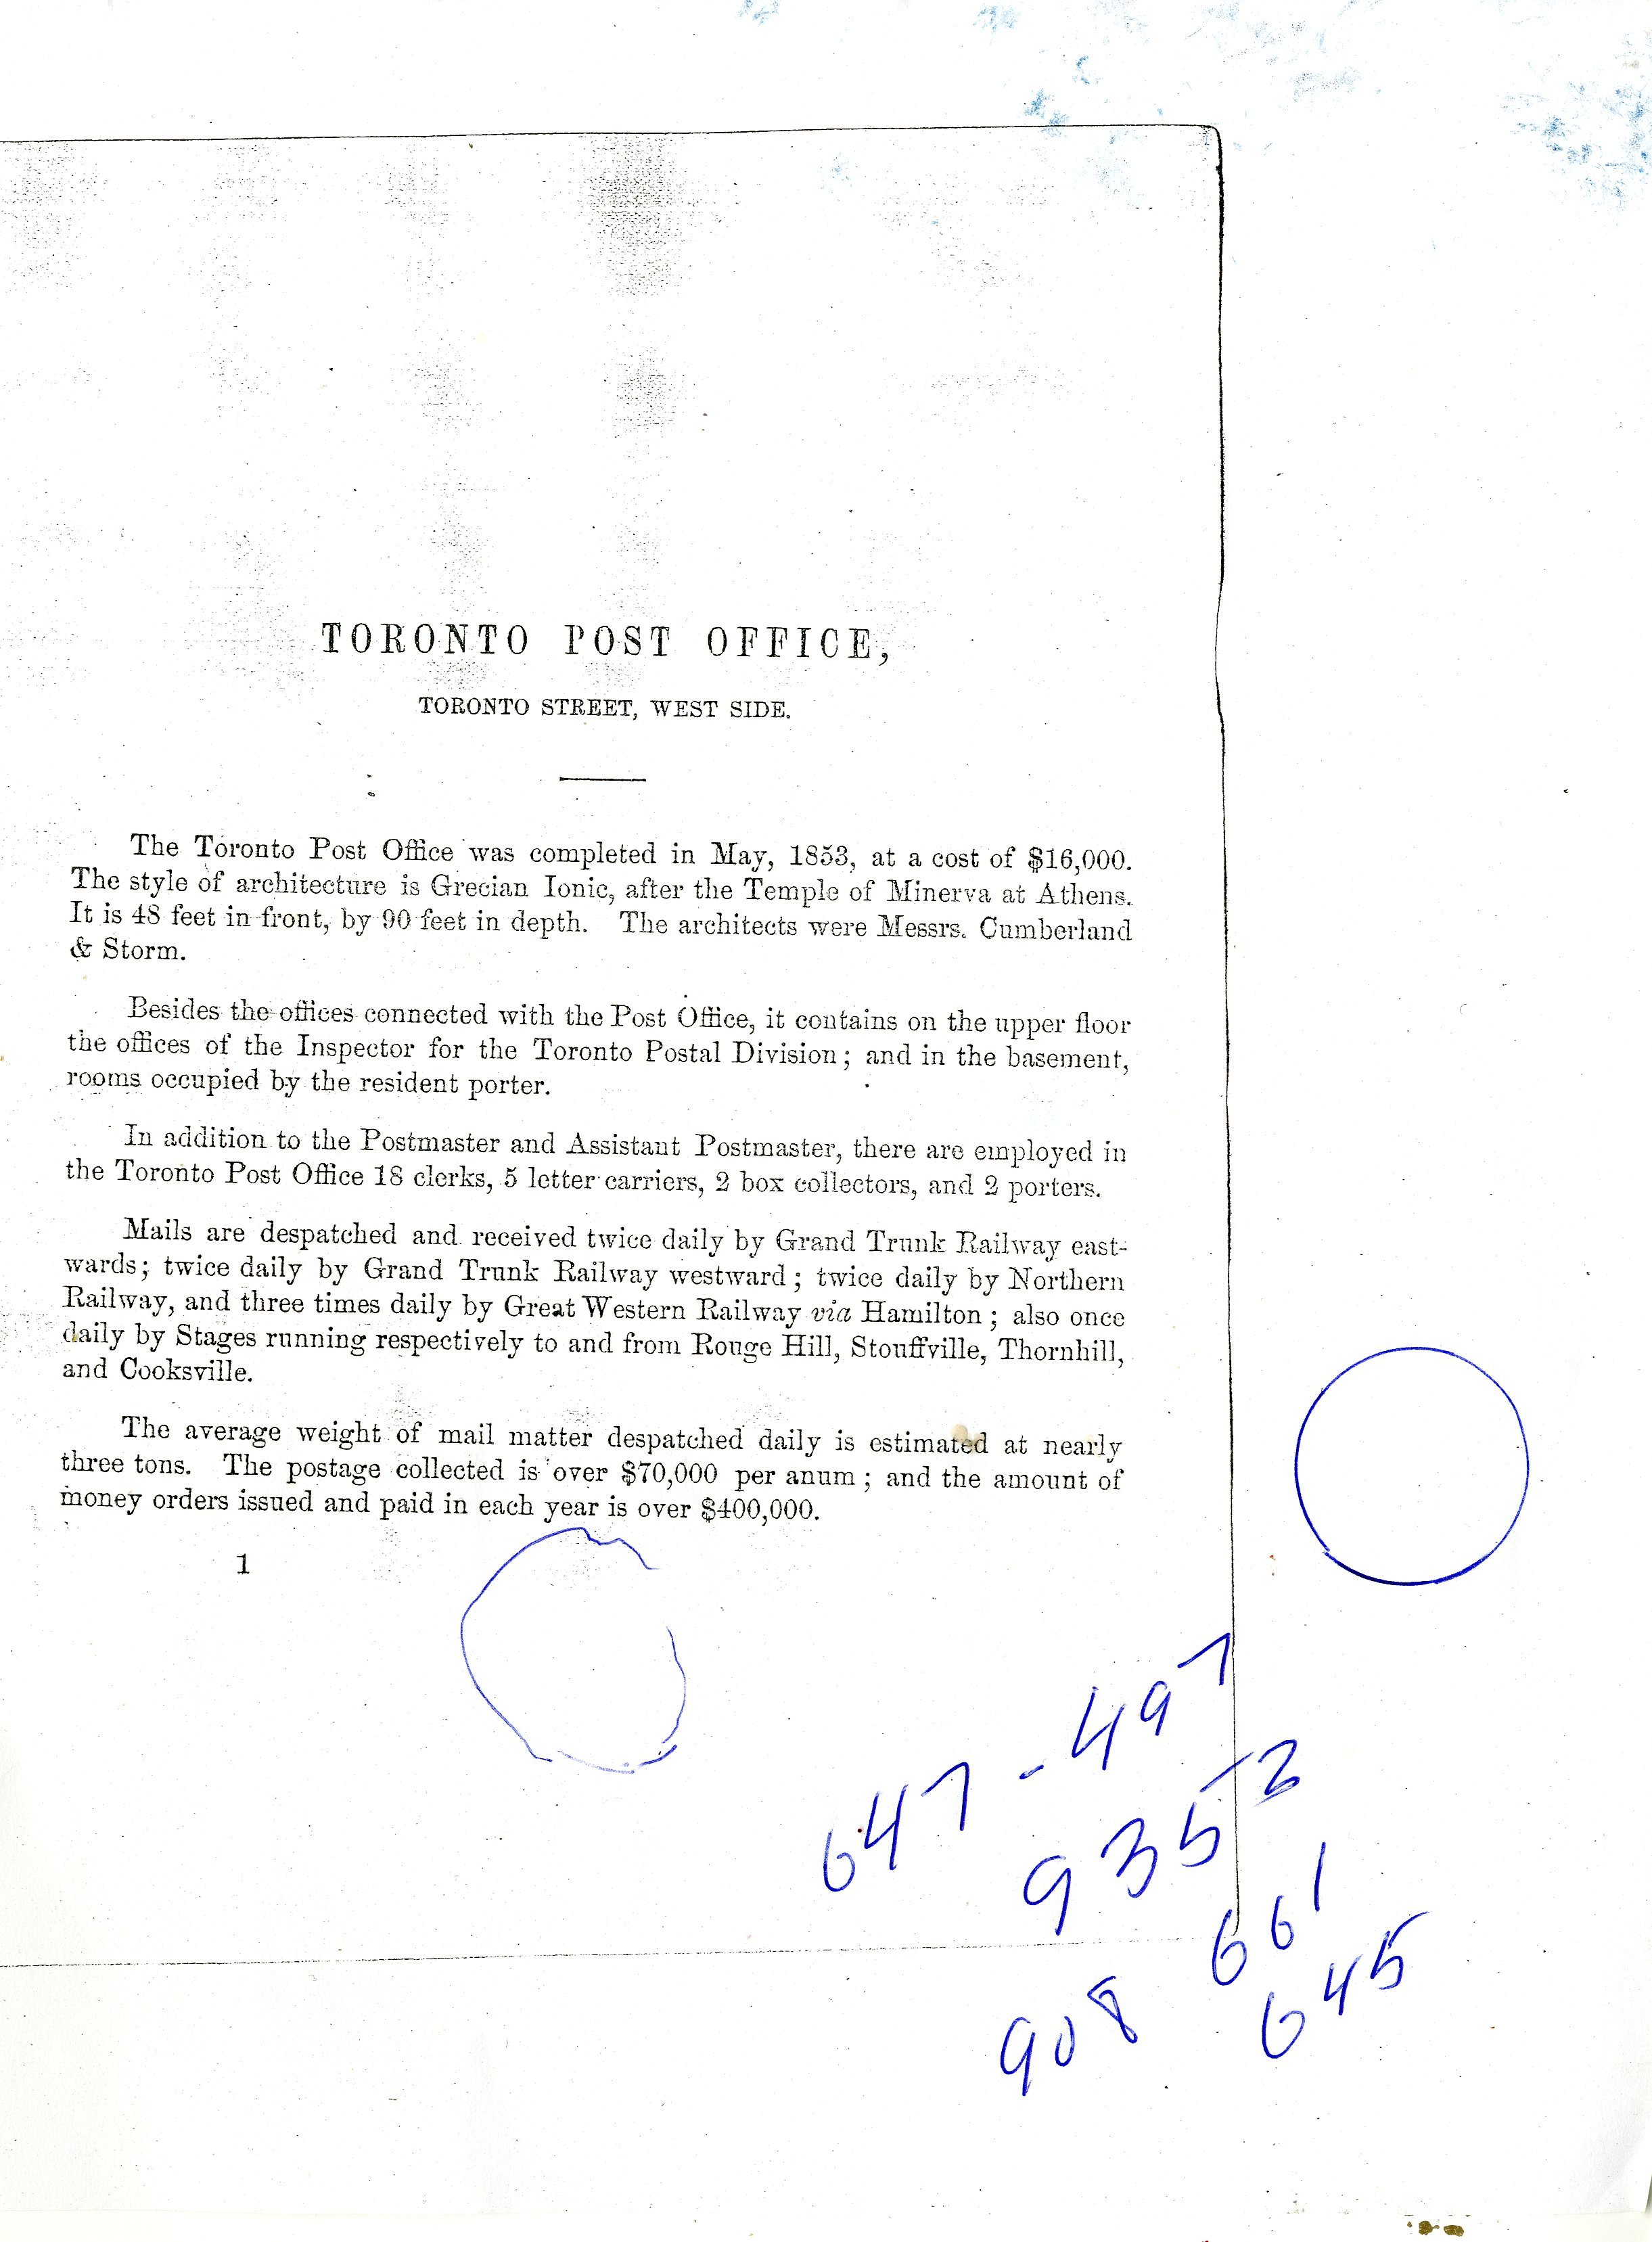 TORONTO POST OFFICE,
TORONTO STREET, WEST SIDE.
The Toronto Post Office was completed in May, 1853, at a cost of $16,000.
The style of architecture is Grecian Ionic, after the Temple of Minerva at Athens.
It is 48 feet in front, by 90 feet in depth. The architects were Messrs. Cumberland
& Storm.
Besides the offices connected with the Post Office, it contains on the upper floor
the offices of the Inspector for the Toronto Postal Division; and in the basement,
rooms occupied by the resident porter.
In addition to the Postmaster and Assistant Postmaster, there are employed in
the Toronto Post Office 18 clerks, 5 letter carriers, 2 box collectors, and 2 porters.
Mails are despatched and received twice daily by Grand Trunk Railway east-
wards; twice daily by Grand Trunk Railway westward; twice daily by Northern
Railway, and three times daily by Great Western Railway via Hamilton; also once
daily by Stages running respectively to and from Rouge Hill, Stouffville, Thornhill,
and Cooksville.
The average weight of mail matter despatched daily is estimated at nearly
three tons. The postage collected is over $70,000 per anum; and the amount of
money orders issued and paid in each year is over $400,000.
1
647-497
9352
908 661
645